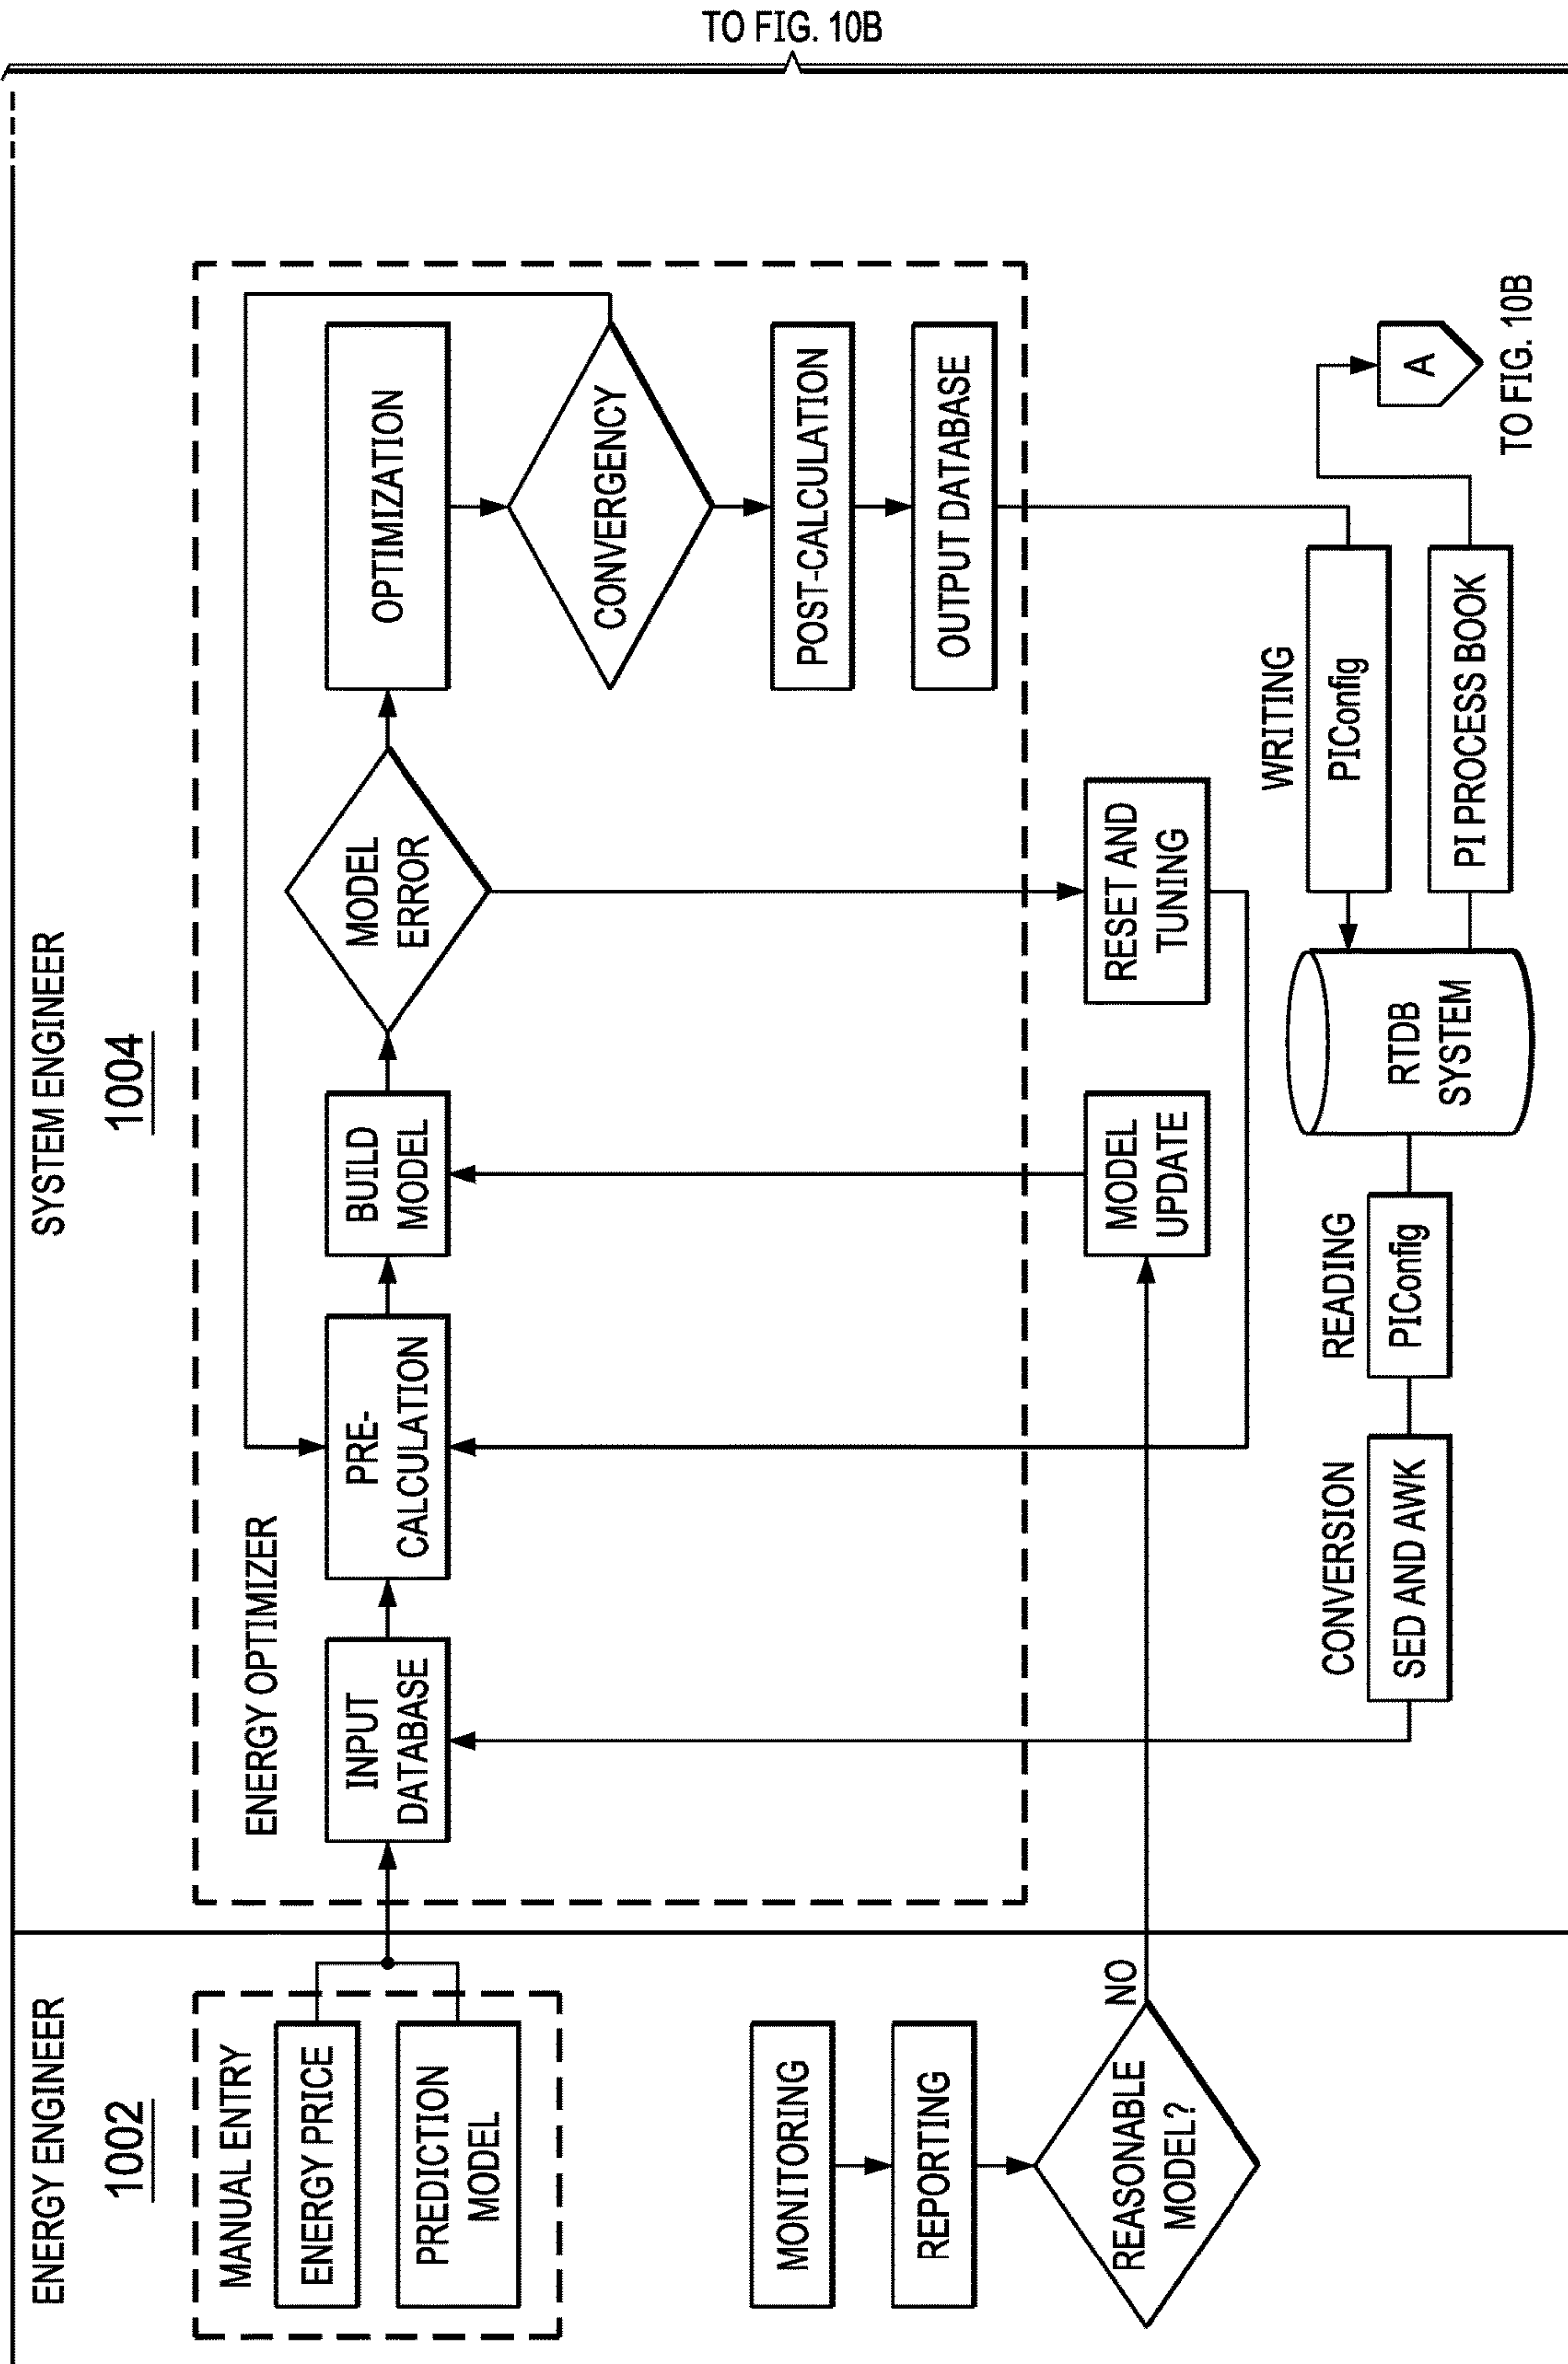 TO FIG. 10B
ENERGY ENGINEER
1002
MANUAL ENTRY
ENERGY PRICE
PREDICTION
MODEL
MONITORING
REPORTING
REASONABLE
MODEL?
NO
SYSTEM ENGINEER
1004
ENERGY OPTIMIZER
INPUT
DATABASE
PRE-
CALCULATION
BUILD
MODEL
MODEL
ERROR
OPTIMIZATION
CONVERGENCY
POST-CALCULATION
OUTPUT DATABASE
MODEL
UPDATE
RESET AND
TUNING
CONVERSION
SED AND AWK
READING
PIConfig
RTDB
SYSTEM
WRITING
PIConfig
PI PROCESS BOOK
A
TO FIG. 10B